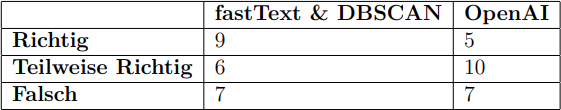 fastText & DBSCAN OpenAI
Richtig 9 5
Teilweise Richtig 6 10
Falsch 7 7